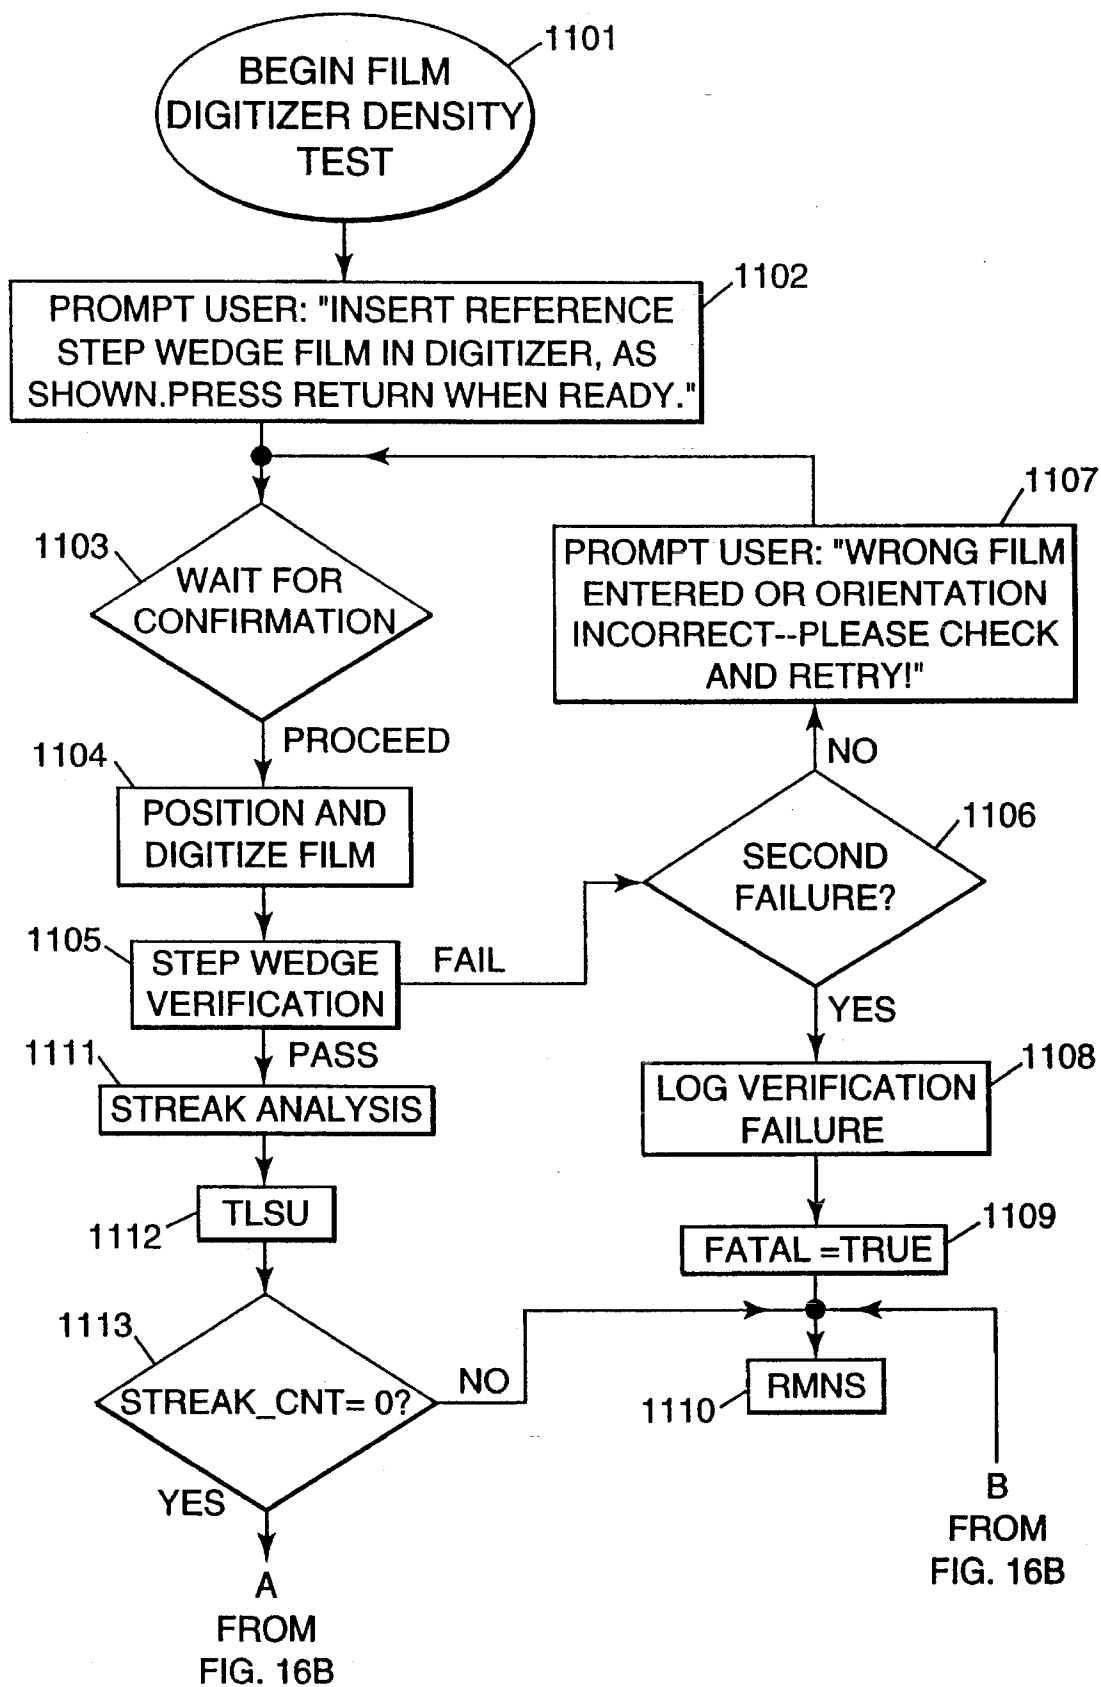 1101
BEGIN FILM
DIGITIZER DENSITY
TEST
1102
PROMPT USER: "INSERT REFERENCE
STEP WEDGE FILM IN DIGITIZER, AS
SHOWN.PRESS RETURN WHEN READY."
1103
WAIT FOR
CONFIRMATION
PROCEED
1107
PROMPT USER: "WRONG FILM
ENTERED OR ORIENTATION
INCORRECT--PLEASE CHECK
AND RETRY!"
NO
1104
POSITION AND
DIGITIZE FILM
1106
SECOND
FAILURE?
YES
1105
STEP WEDGE
VERIFICATION
FAIL
PASS
1111
STREAK ANALYSIS
1108
LOG VERIFICATION
FAILURE
1112
TLSU
1109
FATAL =TRUE
1113
STREAK_CNT= 0?
NO
YES
1110
RMNS
A
FROM
FIG. 16B
B
FROM
FIG. 16B